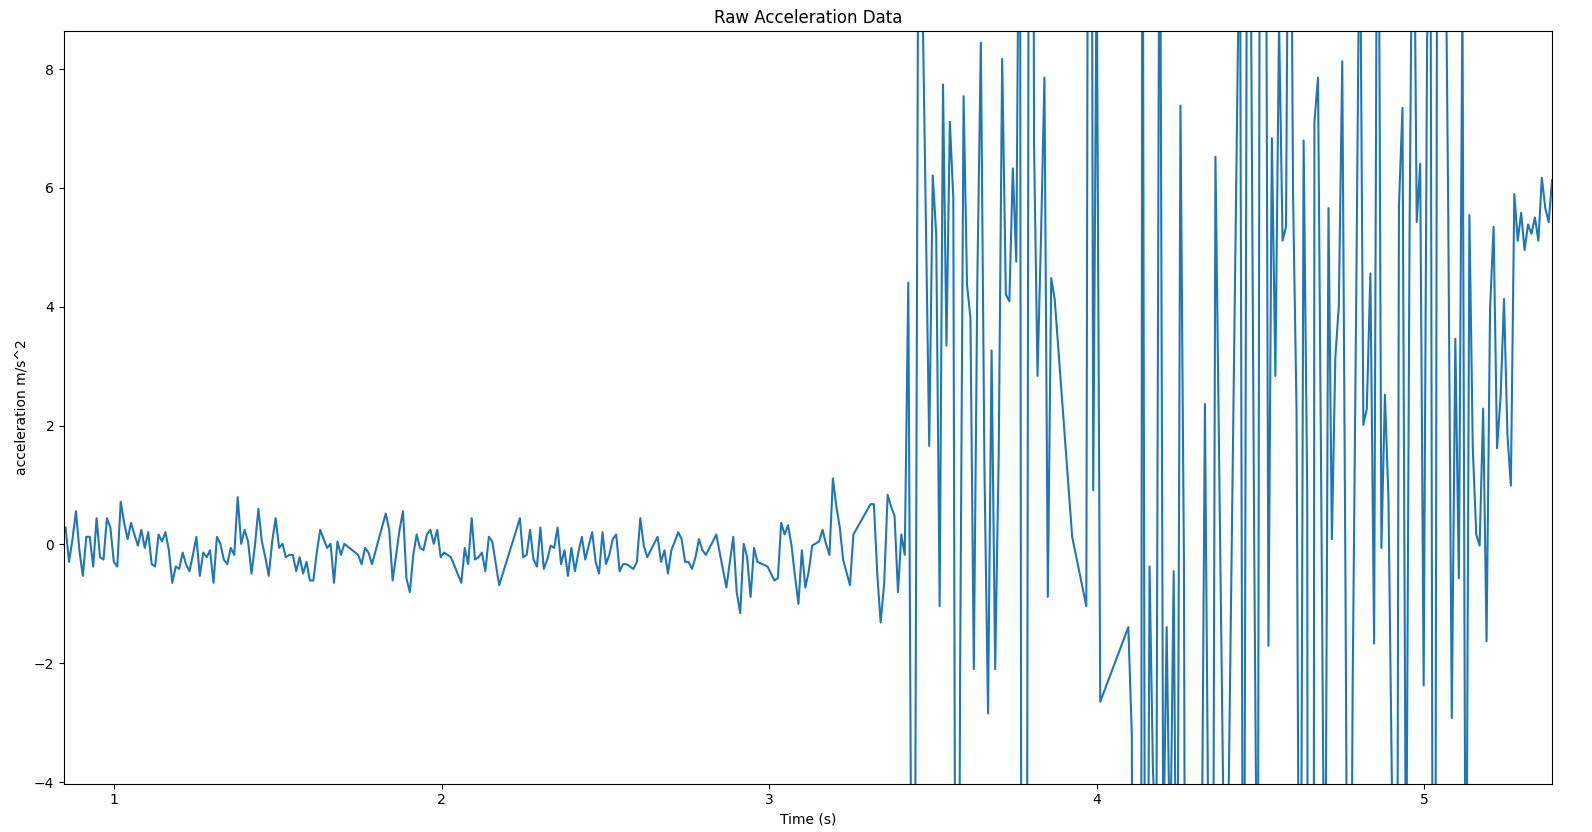 Raw Acceleration Data
acceleration m/s^2
8
6
4
2
0
−2
−4
1 2 3 4 5
Time (s)